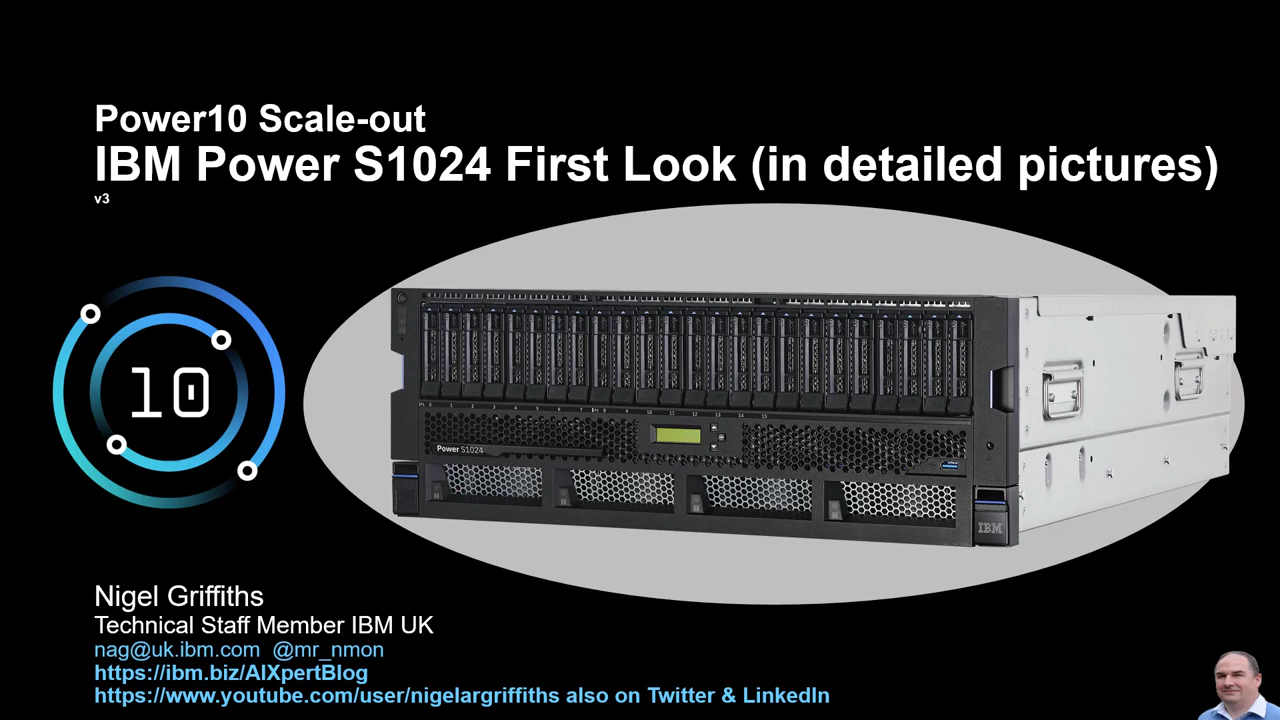 Power10 Scale-out
IBM Power S1024 First Look (in detailed pictures)
v3
10
Power S1024
IBM
Nigel Griffiths
Technical Staff Member IBM UK
nag@uk.ibm.com @mr_nmon
https://ibm.biz/AIXpertBlog
https://www.youtube.com/user/nigelargriffiths also on Twitter & LinkedIn